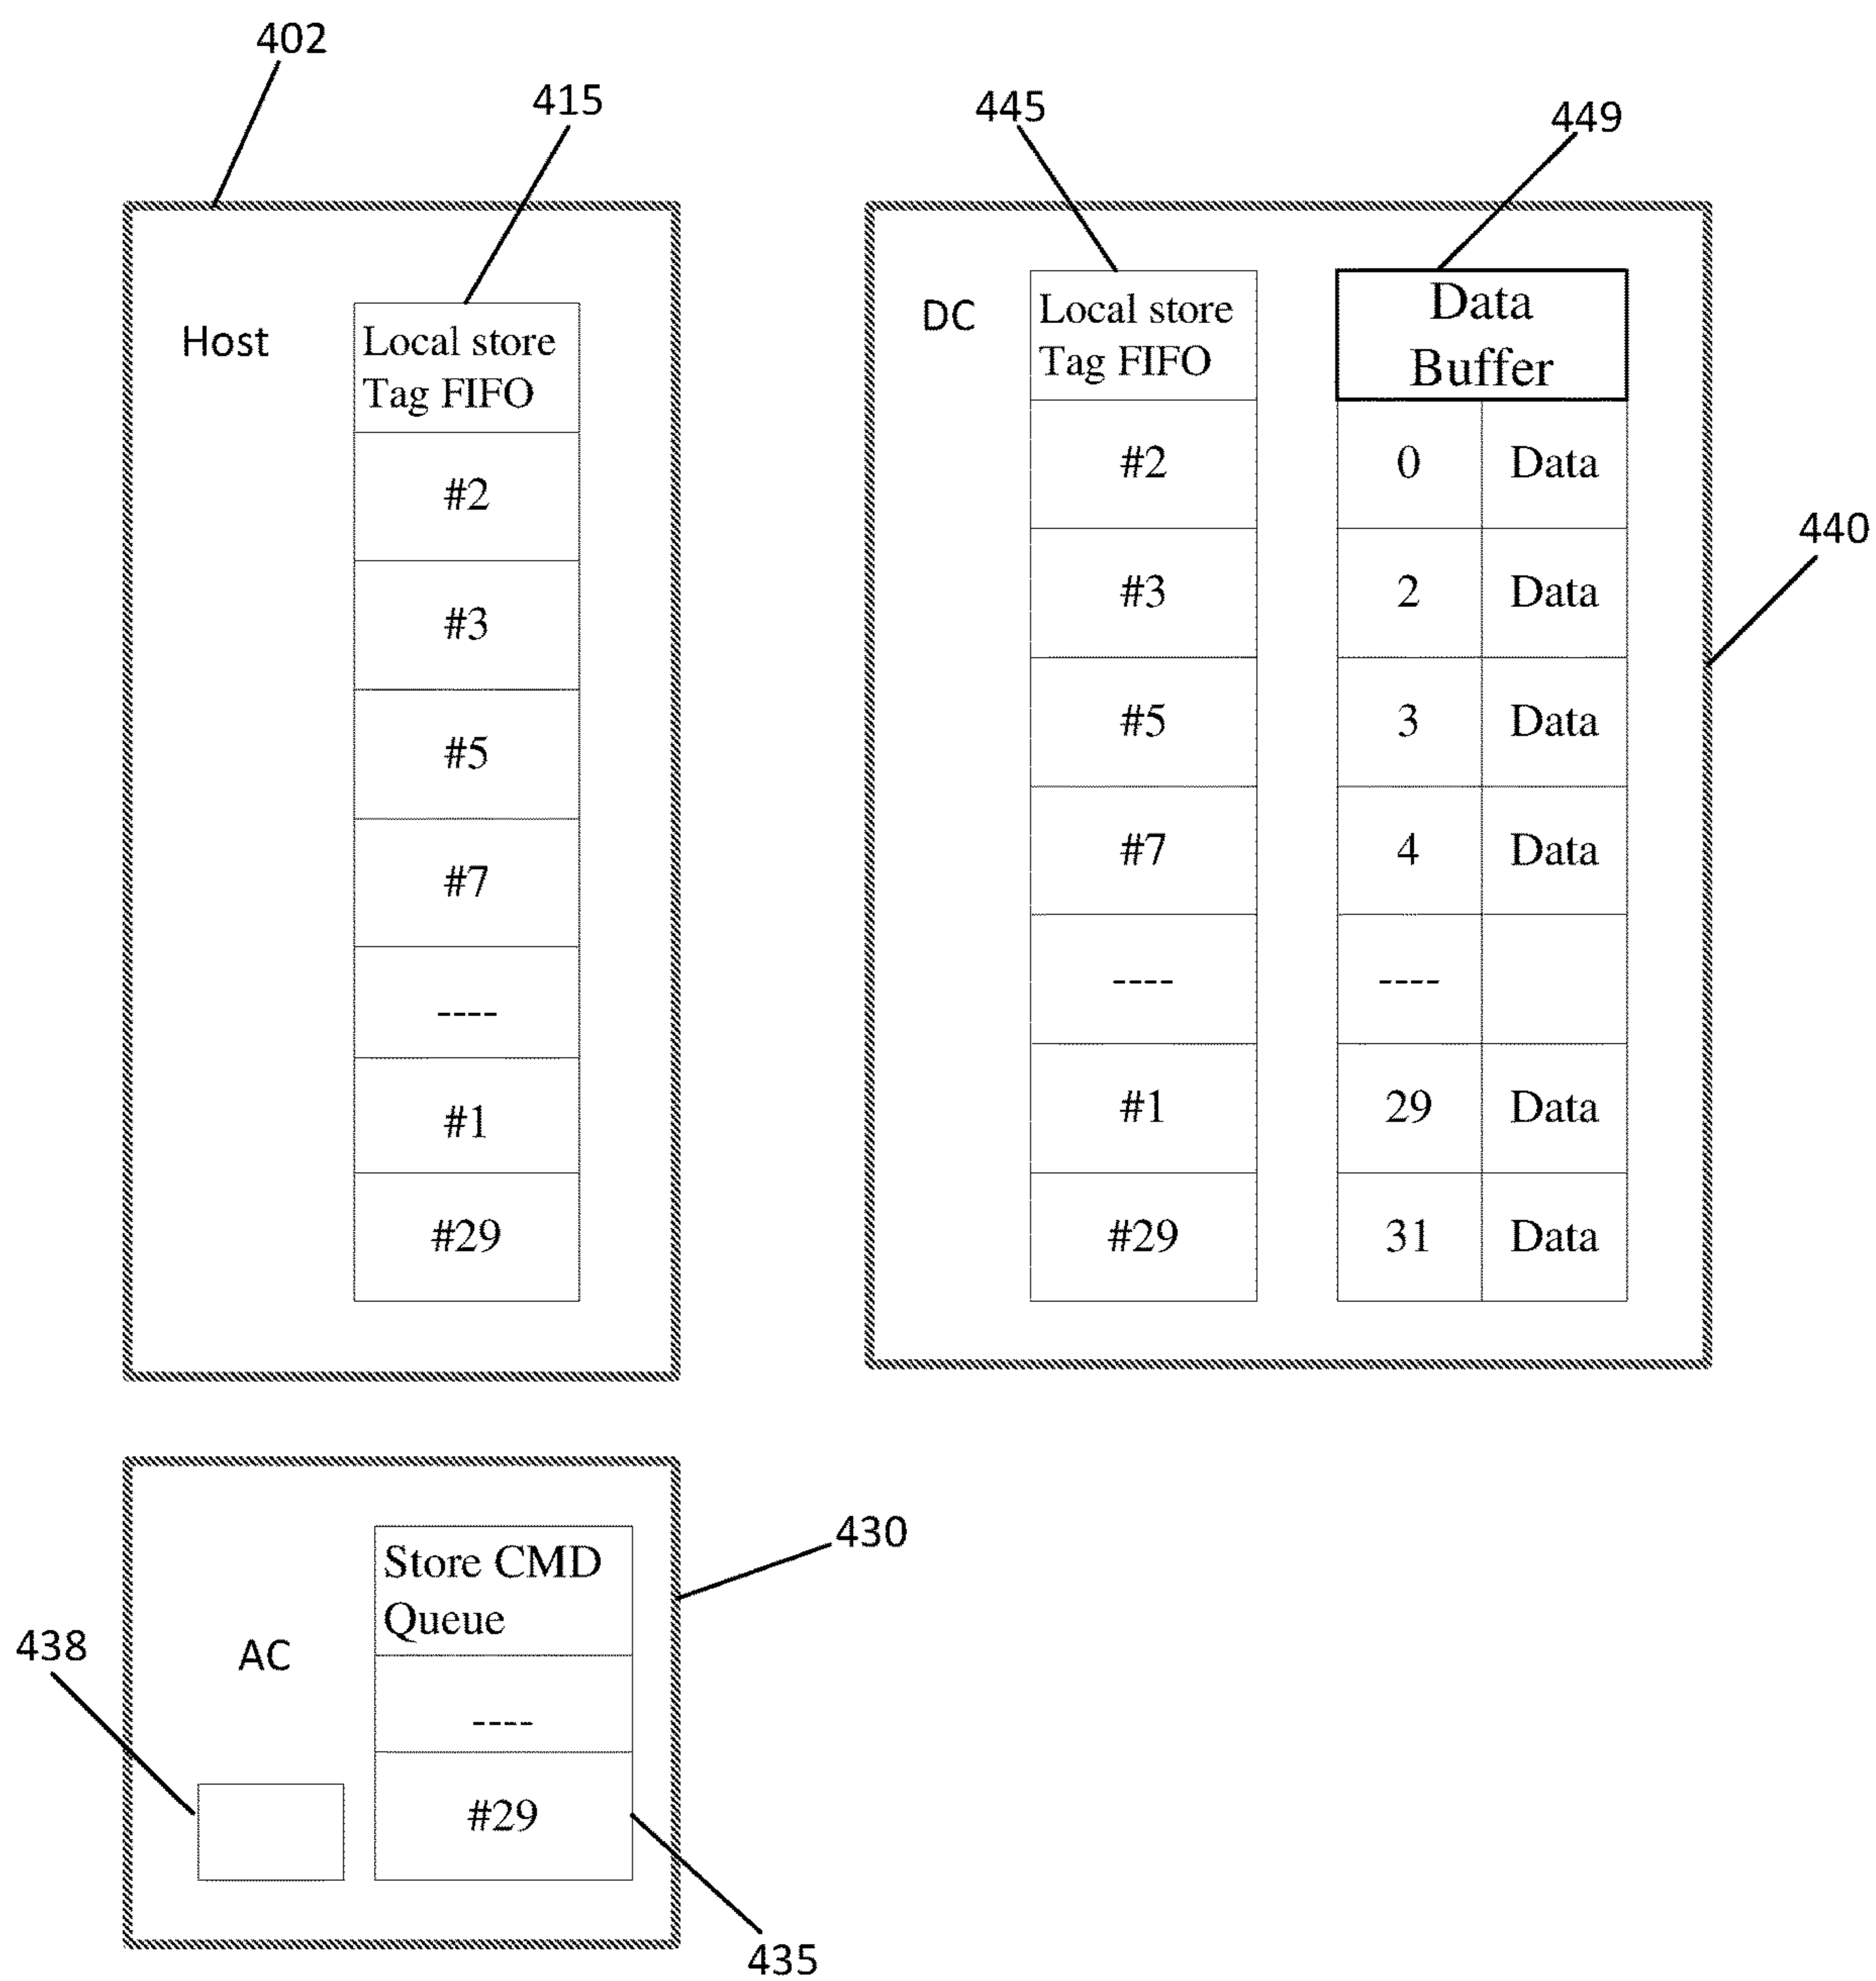 402
415
445
449
Host
Local store
Tag FIFO
#2
#3
#5
#7
----
#1
#29
DC
Local store
Tag FIFO
#2
#3
#5
#7
----
#1
#29
Data
Buffer
0 Data
2 Data
3 Data
4 Data
----
29 Data
31 Data
440
430
438
AC
Store CMD
Queue
----
#29
435